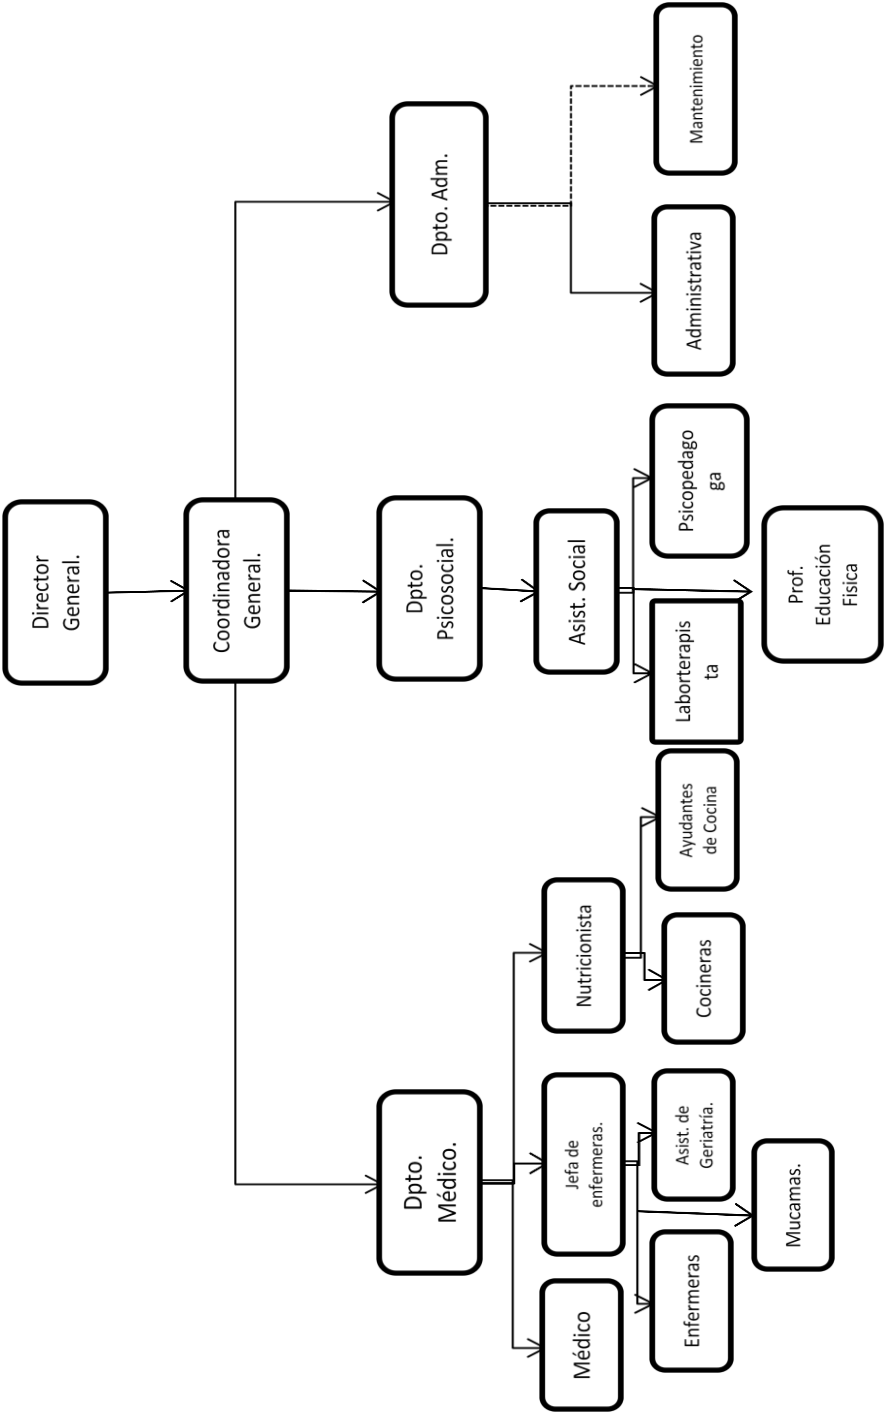 Director
General.
Coordinadora
General.
Dpto.
Médico.
Dpto.
Psicosocial.
Dpto. Adm.
Médico
Jefa de
enfermeras.
Nutricionista
Asist. Social
Enfermeras
Asist. de
Geriatría.
Mucamas.
Cocineras
Ayudantes
de Cocina
Laborterapis
ta
Psicopedago
ga
Prof.
Educación
Fisica
Administrativa
Mantenimiento